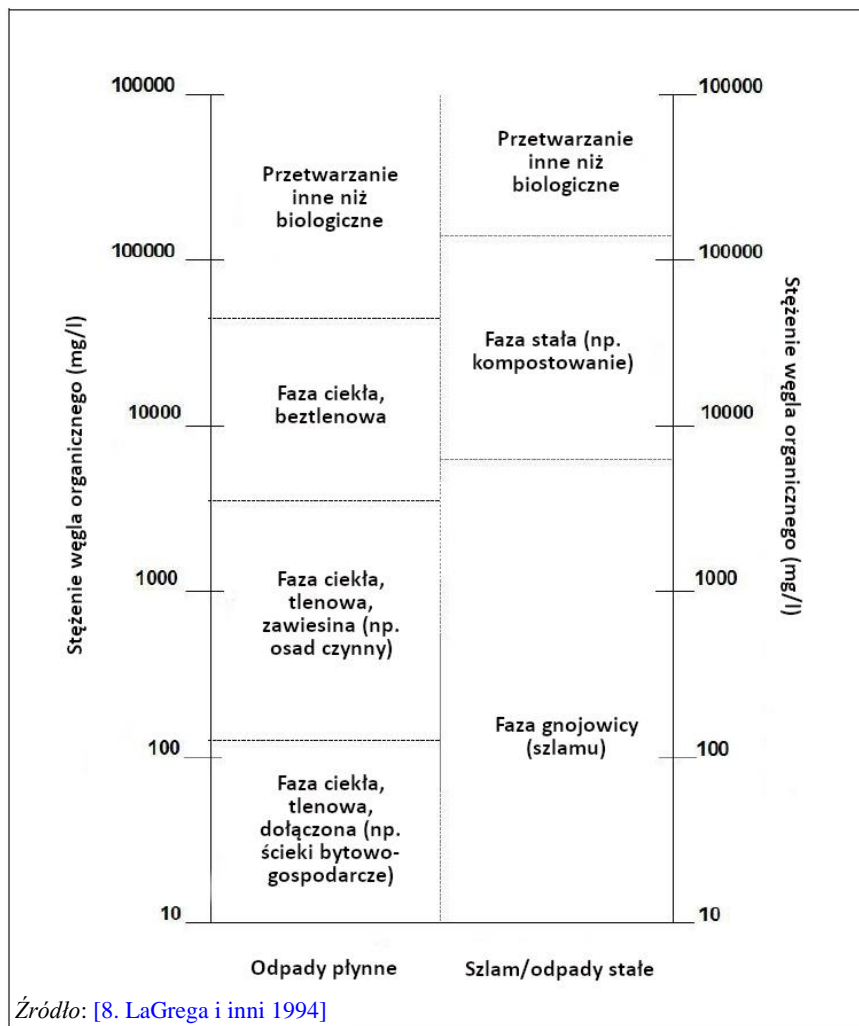 100000
100000
Przetwarzanie
inne niż
biologiczne
Przetwarzanie
inne niż
biologiczne
100000
100000
Stężenie węgla organicznego (mg/l)
Stężenie węgla organicznego (mg/l)
Faza ciekła,
beztlenowa
Faza stała (np.
kompostowanie)
10000
10000
1000
1000
Faza ciekła,
tlenowa,
zawiesina (np.
osad czynny)
Faza gnojowicy
(szlamu)
100
100
Faza ciekła,
tlenowa,
dołączona (np.
ścieki bytowo-
gospodarcze)
10
10
Odpady płynne
Szlam/odpady stałe
Źródło: [8. LaGrega i inni 1994]